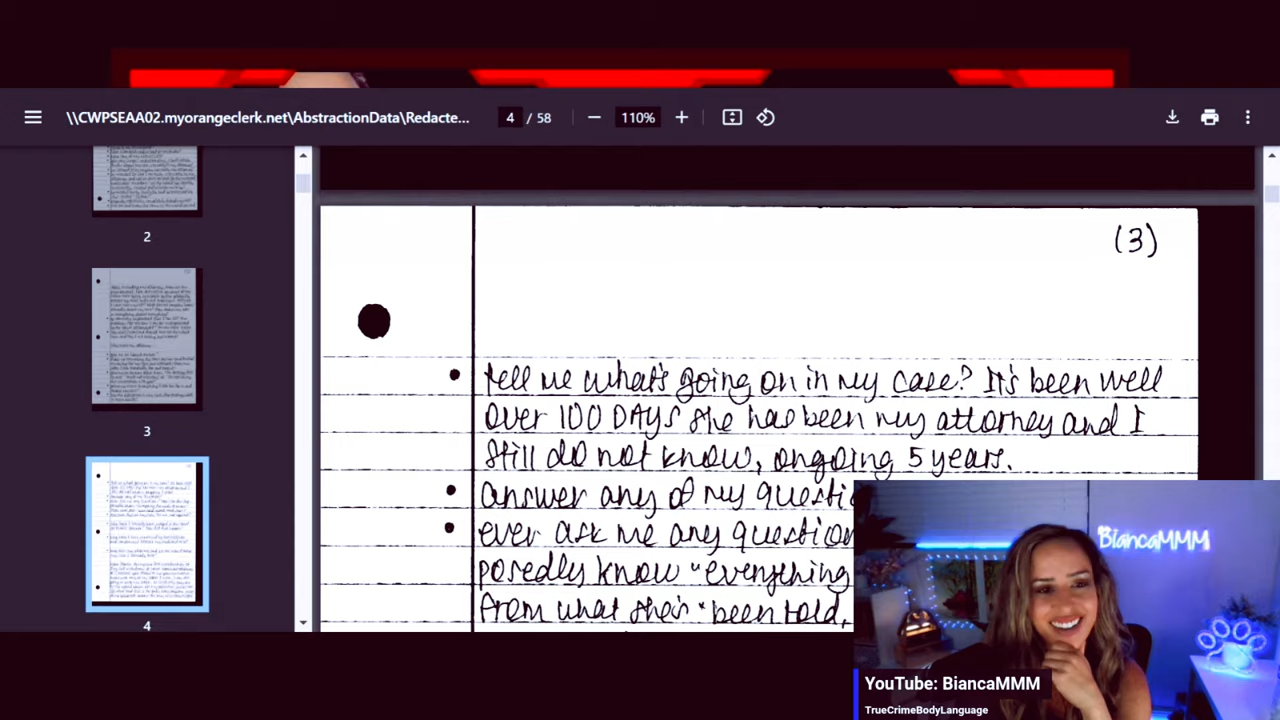 \\CWPSEAA02.myorangeclerk.net\AbstractionData\Redacte...
4 / 58
110%
2
3
4
(3)
• tell me what's going on in my case? It's been well
over 100 DAYS she has been my attorney and I
still do not know, ongoing 5 years.
• answer any of my questi
• ever ask me any question
posedly know "everything
from what she's "been told,
BiancaMMM
YouTube: BiancaMMM
TrueCrimeBodyLanguage